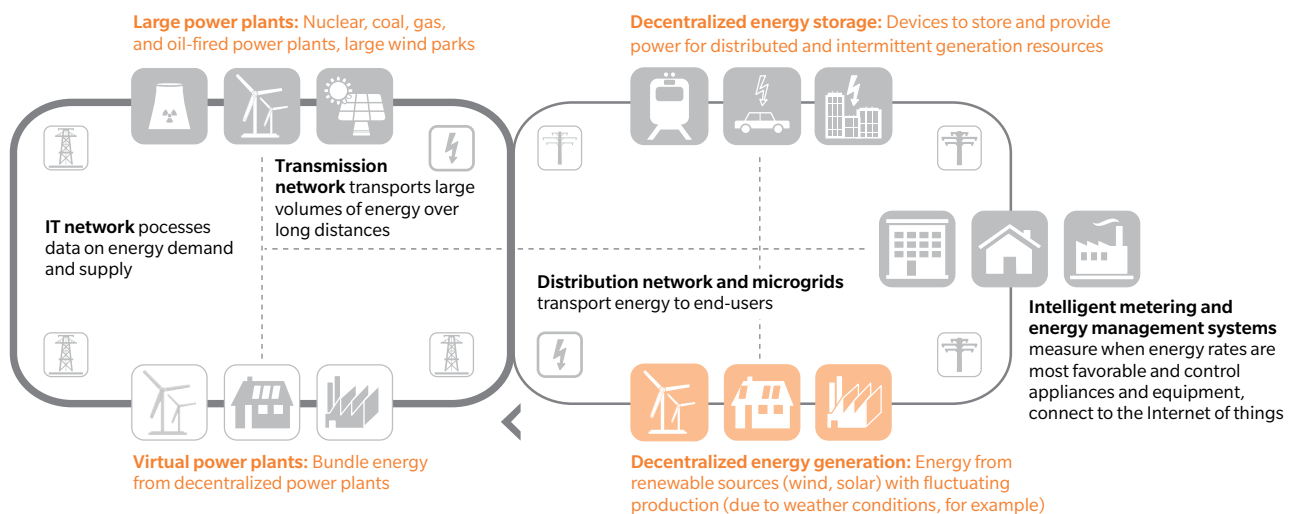 Large power plants: Nuclear, coal, gas,
and oil-fired power plants, large wind parks
Decentralized energy storage: Devices to store and provide
power for distributed and intermittent generation resources
Transmission
network transports large
volumes of energy over
long distances
IT network pocesses
data on energy demand
and supply
Distribution network and microgrids
transport energy to end-users
Intelligent metering and
energy management systems
measure when energy rates are
most favorable and control
appliances and equipment,
connect to the Internet of things
Virtual power plants: Bundle energy
from decentralized power plants
Decentralized energy generation: Energy from
renewable sources (wind, solar) with fluctuating
production (due to weather conditions, for example)